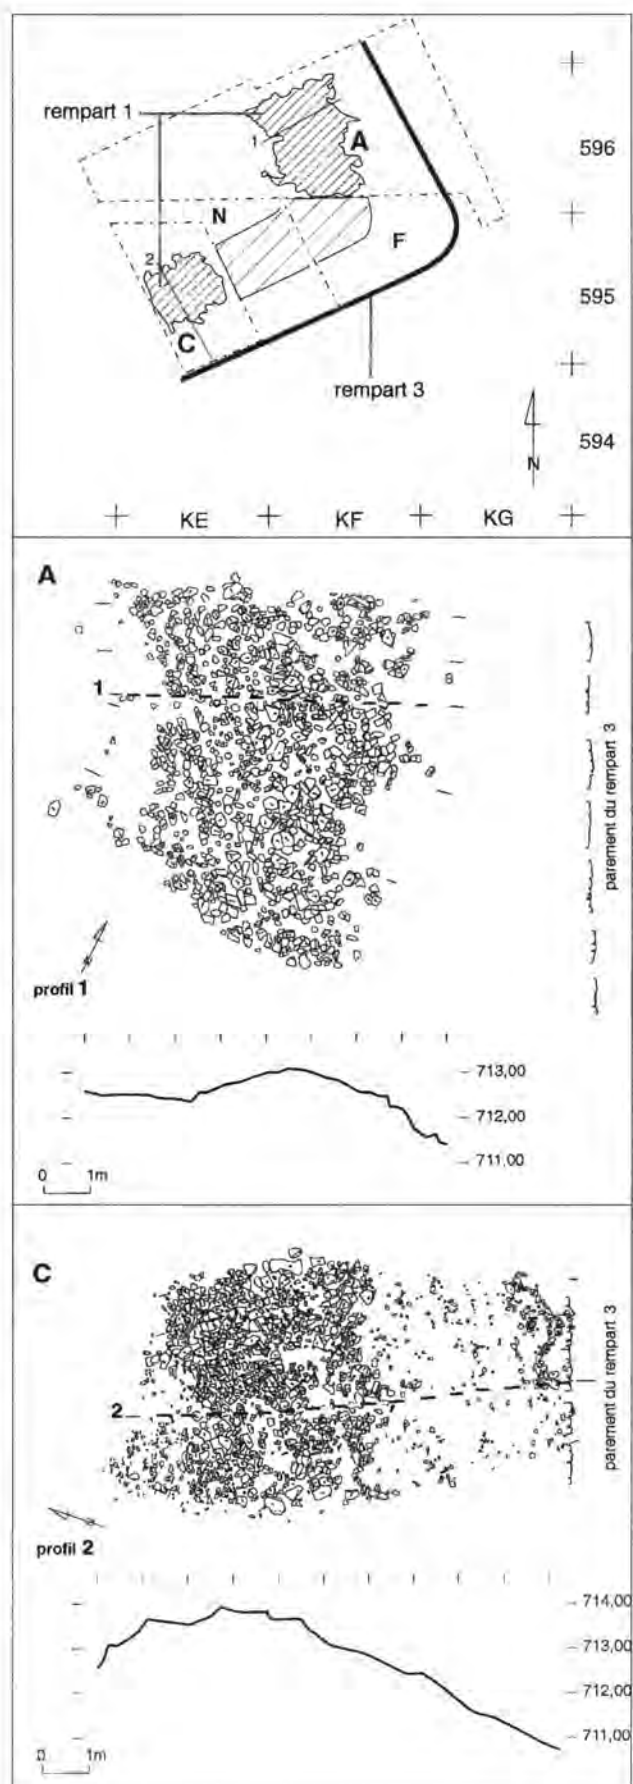 rempart 1
1
A
596
N
F
2
595
C
rempart 3
594
N
KE KF KG
A
1
parement du rempart 3
profil 1
713,00
712,00
711,00
0 1m
C
parement du rempart 3
2
profil 2
714,00
713,00
712,00
711,00
0 1m